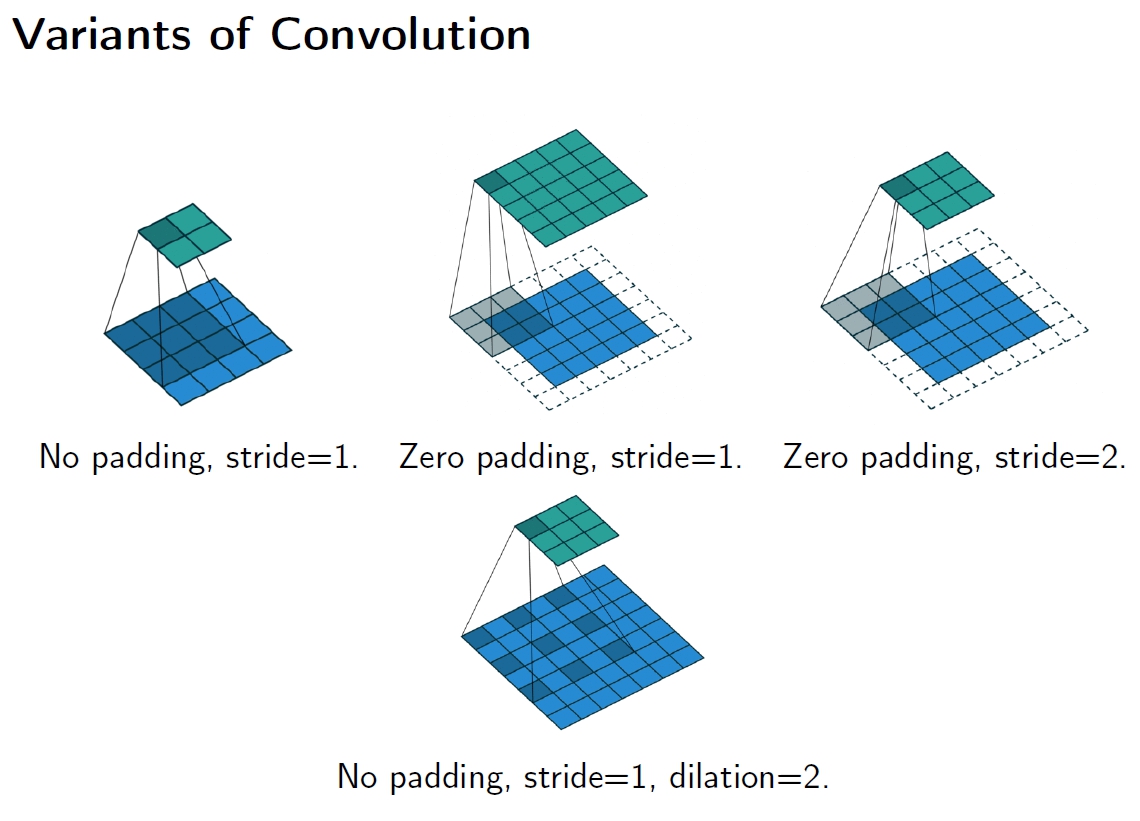 Variants of Convolution
No padding, stride=1.
Zero padding, stride=1.
Zero padding, stride=2.
No padding, stride=1, dilation=2.